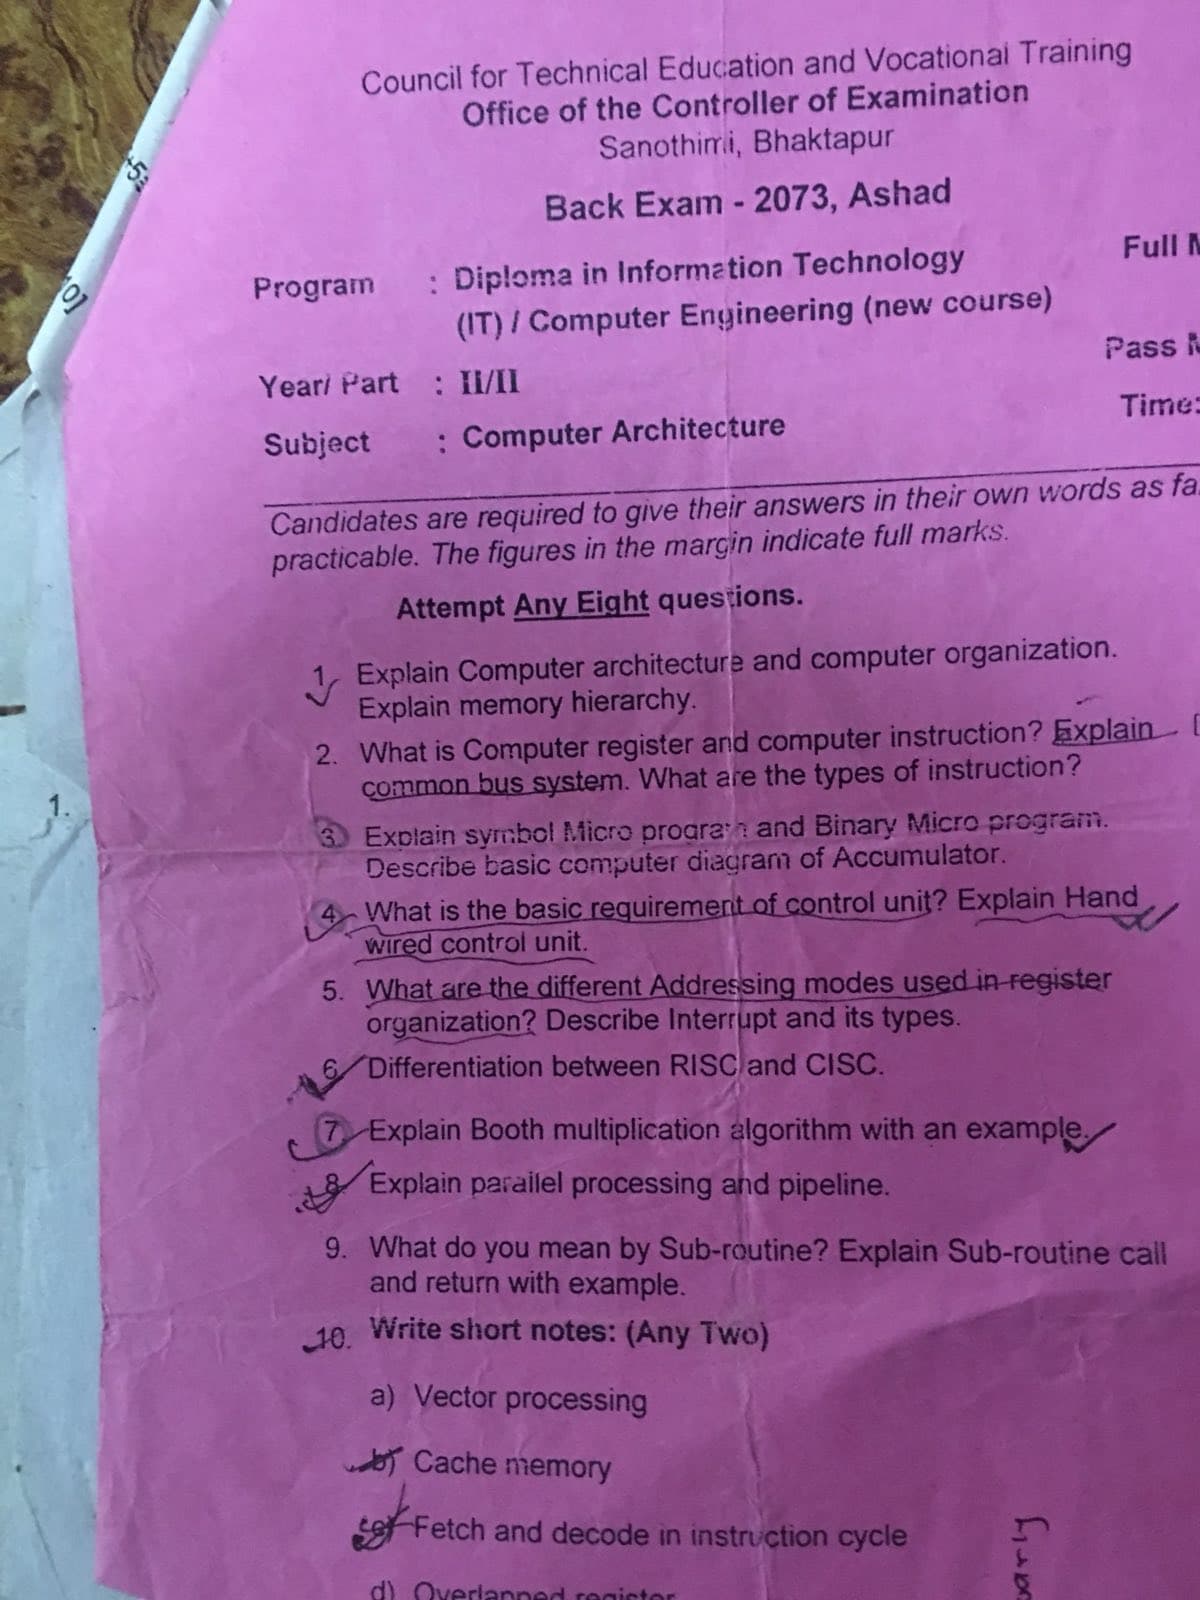 Council for Technical Education and Vocational Training
Office of the Controller of Examination
Sanothimi, Bhaktapur
Back Exam - 2073, Ashad
Program : Diploma in Information Technology Full M
(IT) / Computer Engineering (new course)
Pass M
Year/ Part : II/II
Time:
Subject : Computer Architecture
Candidates are required to give their answers in their own words as fa
practicable. The figures in the margin indicate full marks.
Attempt Any Eight questions.
1. Explain Computer architecture and computer organization.
Explain memory hierarchy.
2. What is Computer register and computer instruction? Explain [
common bus system. What are the types of instruction?
1.
3. Explain symbol Micro program and Binary Micro program.
Describe basic computer diagram of Accumulator.
4. What is the basic requirement of control unit? Explain Hand
wired control unit.
5. What are the different Addressing modes used in register
organization? Describe Interrupt and its types.
6. Differentiation between RISC and CISC.
7. Explain Booth multiplication algorithm with an example.
8. Explain parallel processing and pipeline.
9. What do you mean by Sub-routine? Explain Sub-routine call
and return with example.
10. Write short notes: (Any Two)
a) Vector processing
b) Cache memory
c) Fetch and decode in instruction cycle
d) Overlapped register